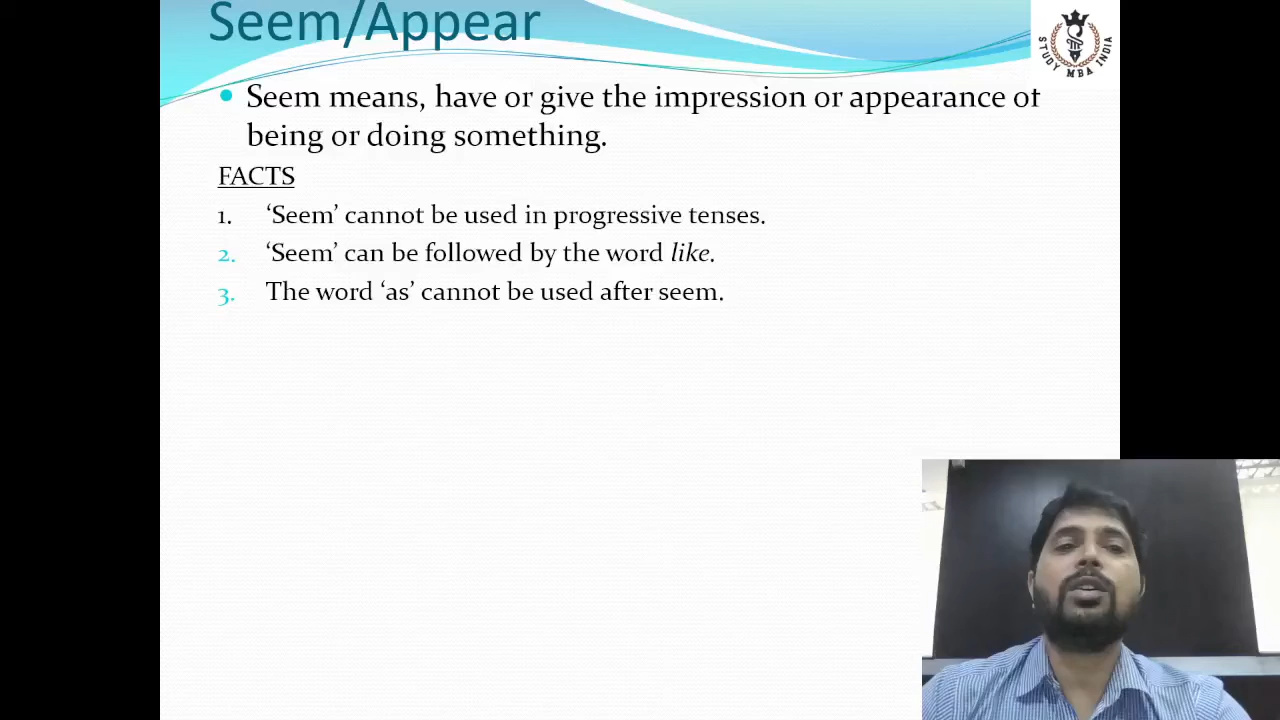 Seem/Appear
STUDY MBA INDIA
• Seem means, have or give the impression or appearance of
being or doing something.
FACTS
1. ‘Seem’ cannot be used in progressive tenses.
2. ‘Seem’ can be followed by the word like.
3. The word ‘as’ cannot be used after seem.